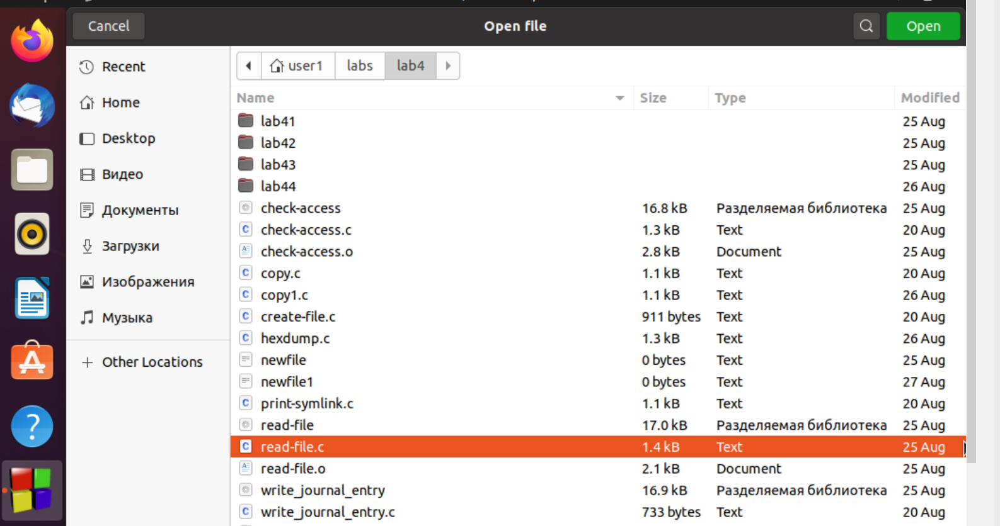 Cancel Open file Open
Recent
Home
Desktop
Видео
Документы
Загрузки
Изображения
Музыка
Other Locations
user1 labs lab4
Name Size Type Modified
lab41 25 Aug
lab42 25 Aug
lab43 25 Aug
lab44 26 Aug
check-access 16.8 kB Разделяемая библиотека 25 Aug
check-access.c 1.3 kB Text 20 Aug
check-access.o 2.8 kB Document 25 Aug
copy.c 1.1 kB Text 20 Aug
copy1.c 1.1 kB Text 26 Aug
create-file.c 911 bytes Text 20 Aug
hexdump.c 1.3 kB Text 26 Aug
newfile 0 bytes Text 25 Aug
newfile1 0 bytes Text 27 Aug
print-symlink.c 1.1 kB Text 20 Aug
read-file 17.0 kB Разделяемая библиотека 25 Aug
read-file.c 1.4 kB Text 25 Aug
read-file.o 2.1 kB Document 25 Aug
write_journal_entry 16.9 kB Разделяемая библиотека 25 Aug
write_journal_entry.c 733 bytes Text 20 Aug